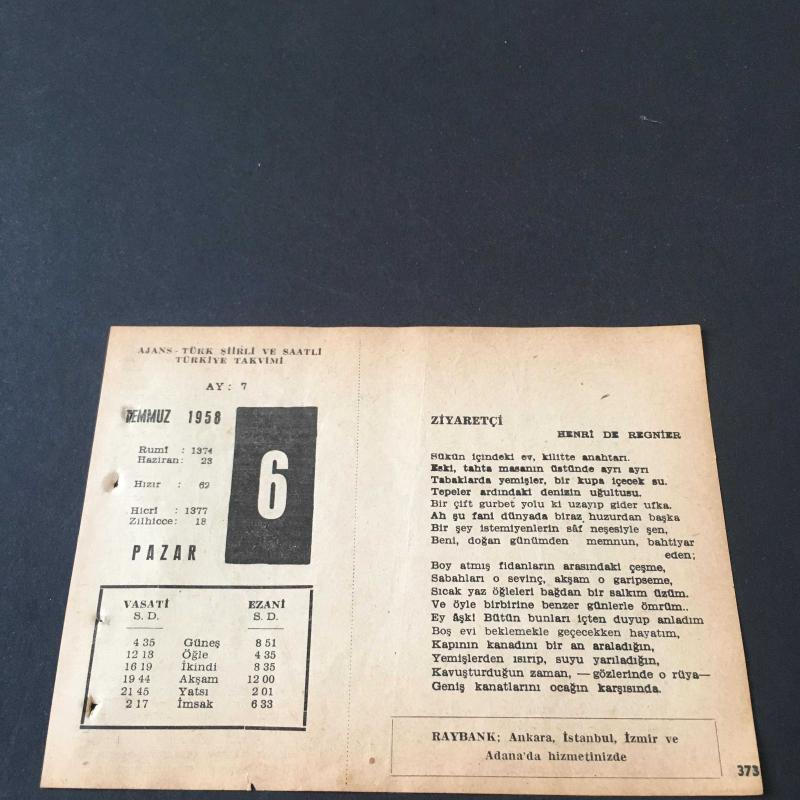 AJANS - TÜRK ŞİİRLİ VE SAATLİ
TÜRKİYE TAKVİMİ
AY : 7
TEMMUZ 1958
Rumî : 1374
Haziran: 23
Hızır : 62
Hicrî : 1377
Zilhicce: 18
PAZAR
6
VASATİ EZANİ
S. D. S. D.
4 35 Güneş 8 51
12 18 Öğle 4 35
16 19 İkindi 8 35
19 44 Akşam 12 00
21 45 Yatsı 2 01
2 17 İmsak 6 33
ZİYARETÇİ
HENRİ DE REGNİER
Sükûn içindeki ev, kilitte anahtarı.
Eski, tahta masanın üstünde ayrı ayrı
Tabaklarda yemişler, bir kupa içecek su.
Tepeler ardındaki denizin uğultusu.
Bir çift gurbet yolu ki uzayıp gider ufka.
Ah şu fani dünyada biraz huzurdan başka
Bir şey istemiyenlerin sâf neşesiyle şen,
Beni, doğan günümden memnun, bahtiyar
eden;
Boy atmış fidanların arasındaki çeşme,
Sabahları o sevinç, akşam o garipseme,
Sıcak yaz öğleleri bağdan bir salkım üzüm.
Ve öyle birbirine benzer günlerle ömrüm..
Ey âşk! Bütün bunları içten duyup anladım
Boş evi beklemekle geçecekken hayatım,
Kapının kanadını bir an araladığın,
Yemişlerden ısırıp, suyu yarıladığın,
Kavuşturduğun zaman, —gözlerinde o rüya—
Geniş kanatlarını ocağın karşısında.
RAYBANK; Ankara, İstanbul, İzmir ve
Adana'da hizmetinizde
373